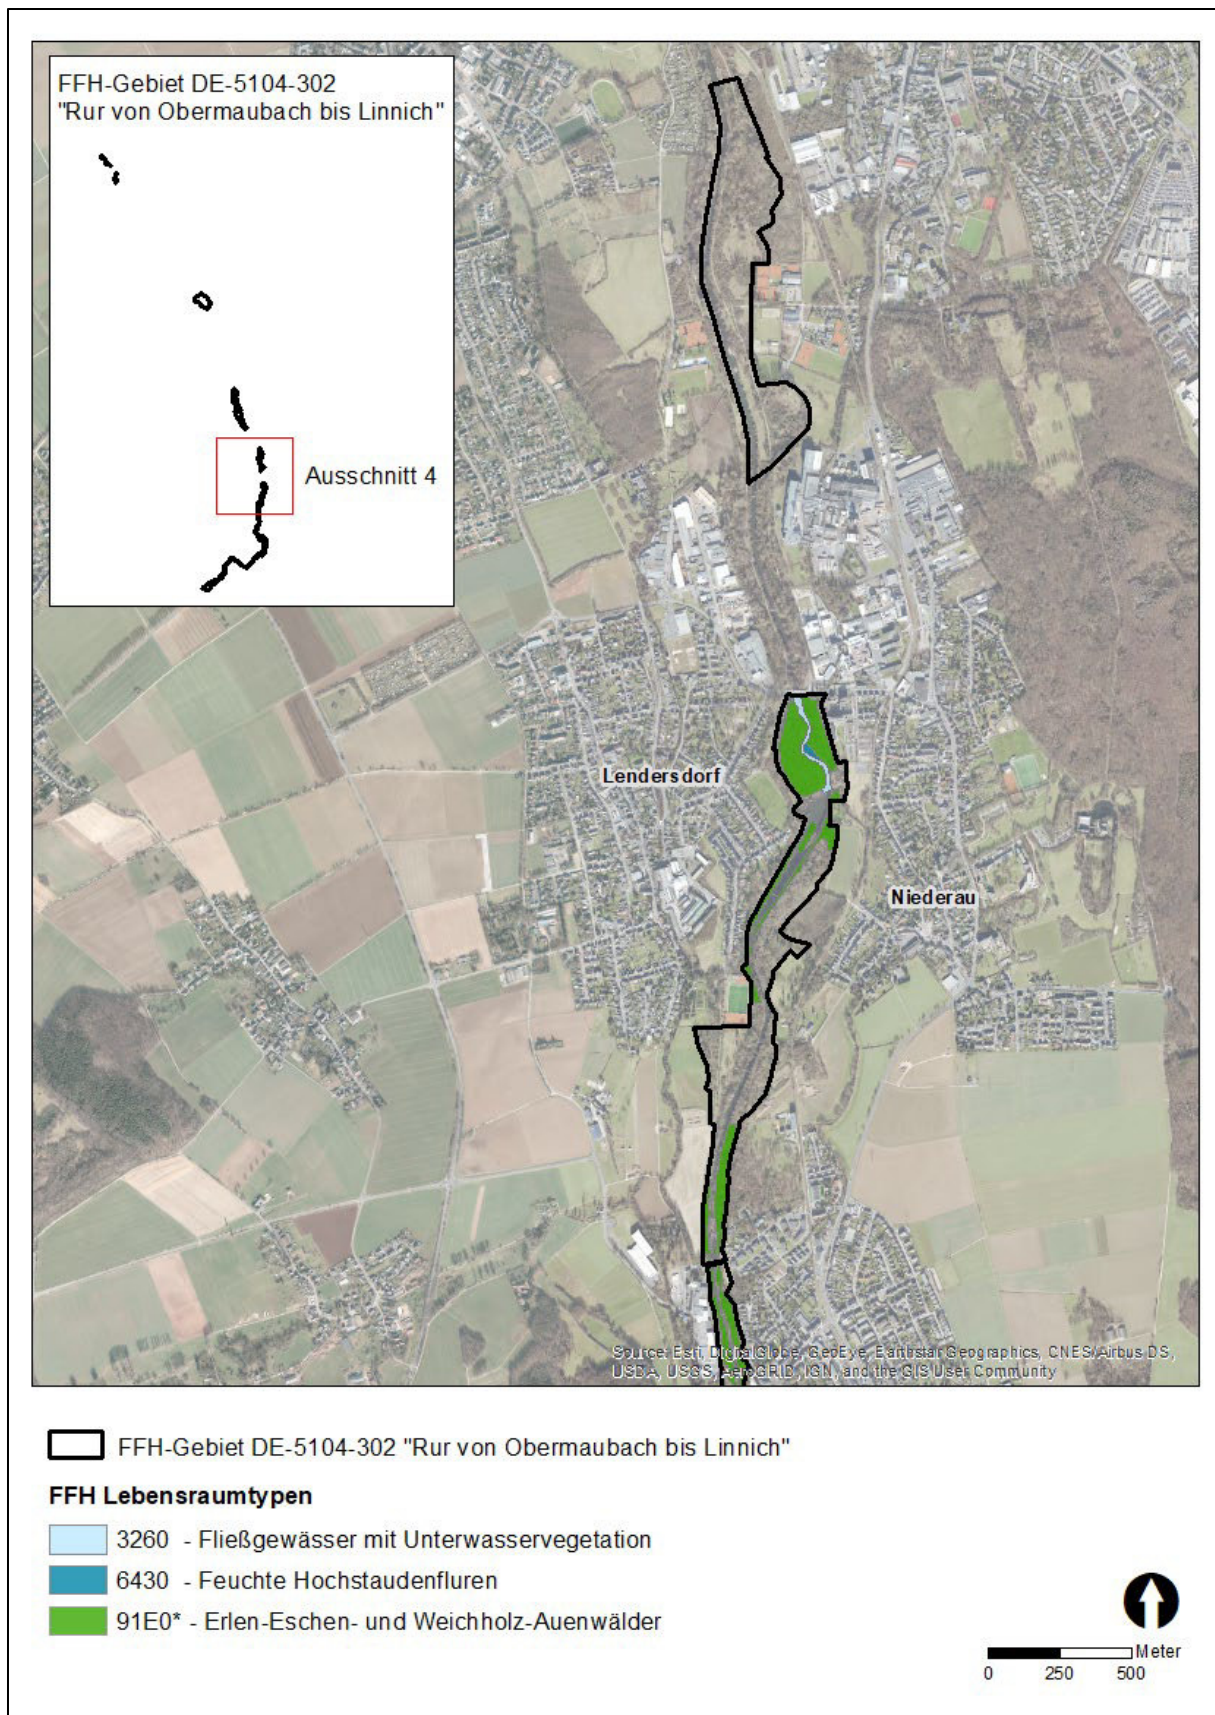 FFH-Gebiet DE-5104-302
"Rur von Obermaubach bis Linnich"
Ausschnitt 4
Lendersdorf
Niederau
Source: Esri, DigitalGlobe, GeoEye, Earthstar Geographics, CNES/Airbus DS,
USDA, USGS, AeroGRID, IGN, and the GIS User Community
FFH-Gebiet DE-5104-302 "Rur von Obermaubach bis Linnich"
FFH Lebensraumtypen
3260 - Fließgewässer mit Unterwasservegetation
6430 - Feuchte Hochstaudenfluren
91E0* - Erlen-Eschen- und Weichholz-Auenwälder
Meter
0 250 500